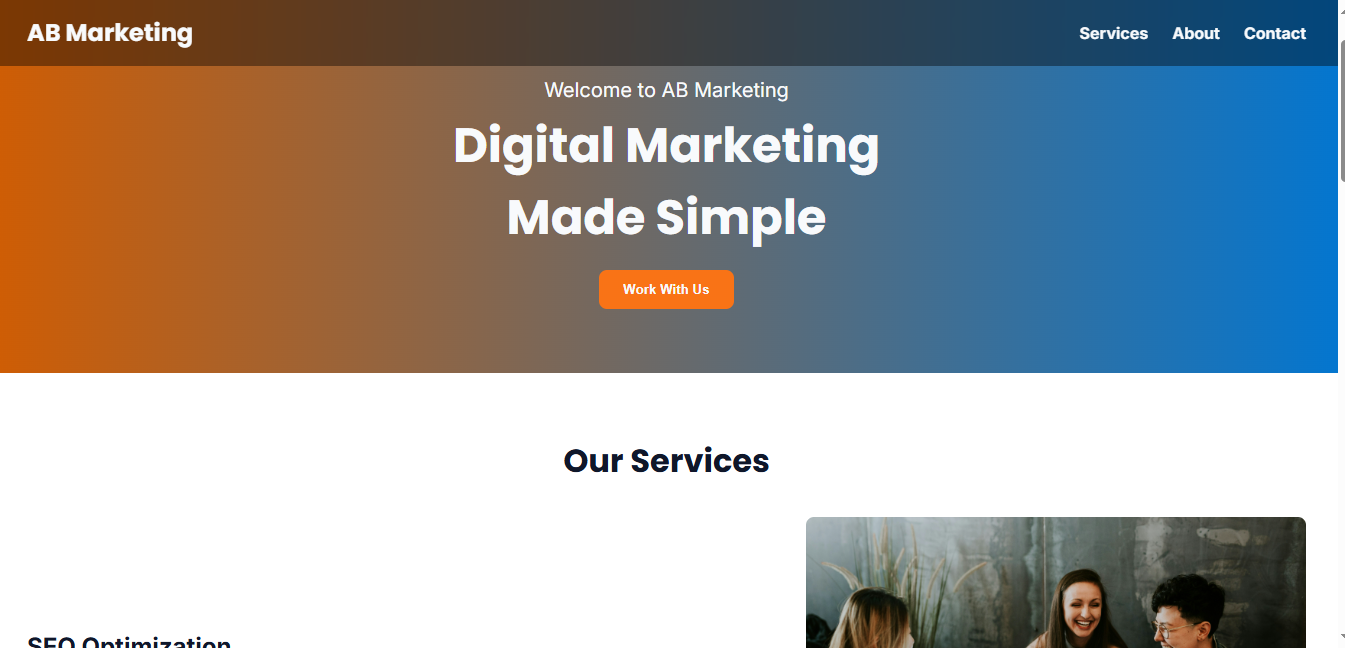 AB Marketing
Services About Contact
Welcome to AB Marketing
Digital Marketing
Made Simple
Work With Us
Our Services
SEO Optimization